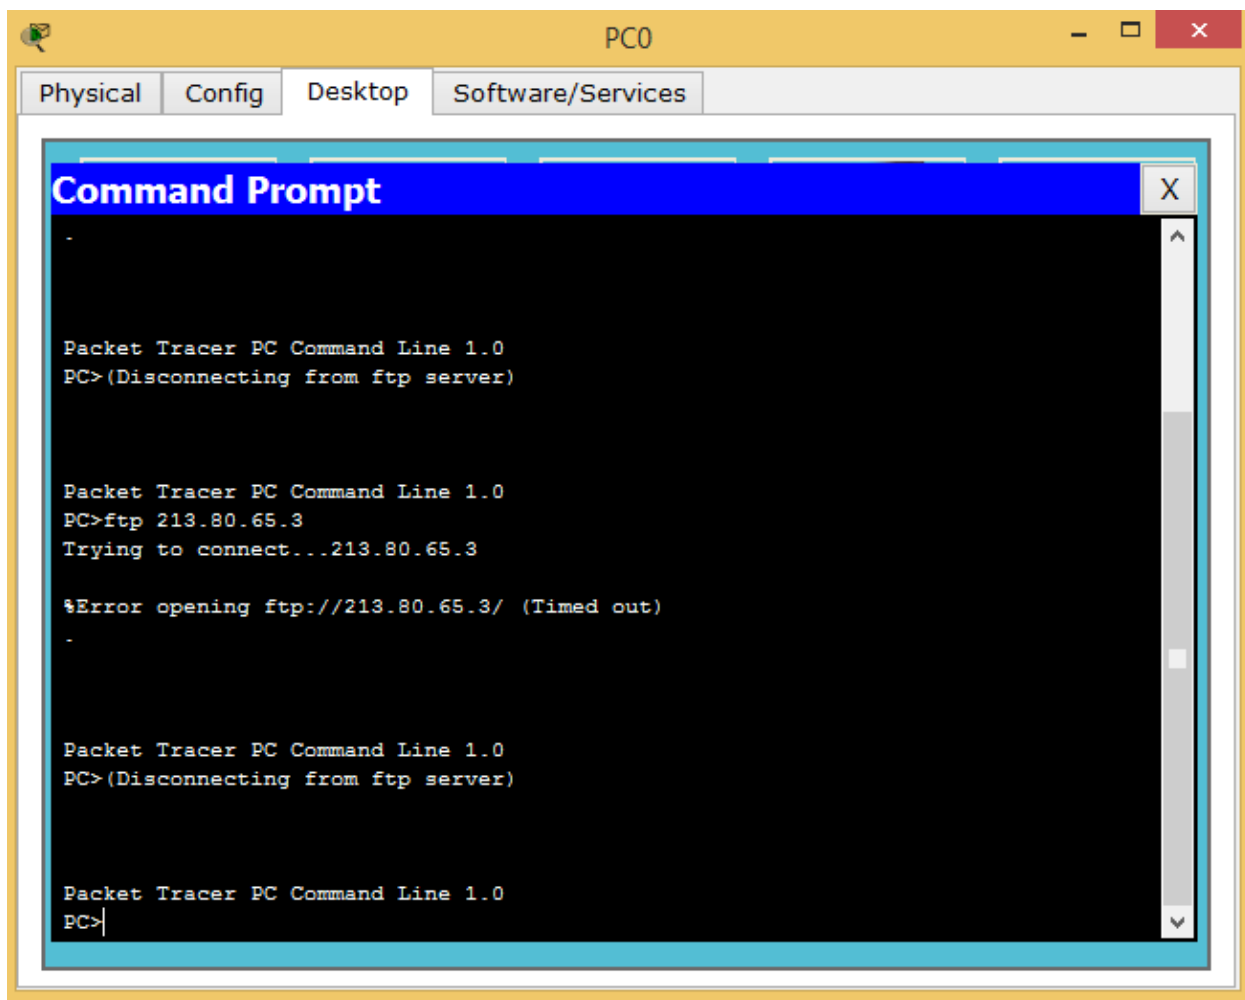 PC0
Physical Config Desktop Software/Services
Command Prompt X
-
Packet Tracer PC Command Line 1.0
PC>(Disconnecting from ftp server)
Packet Tracer PC Command Line 1.0
PC>ftp 213.80.65.3
Trying to connect...213.80.65.3
%Error opening ftp://213.80.65.3/ (Timed out)
-
Packet Tracer PC Command Line 1.0
PC>(Disconnecting from ftp server)
Packet Tracer PC Command Line 1.0
PC>